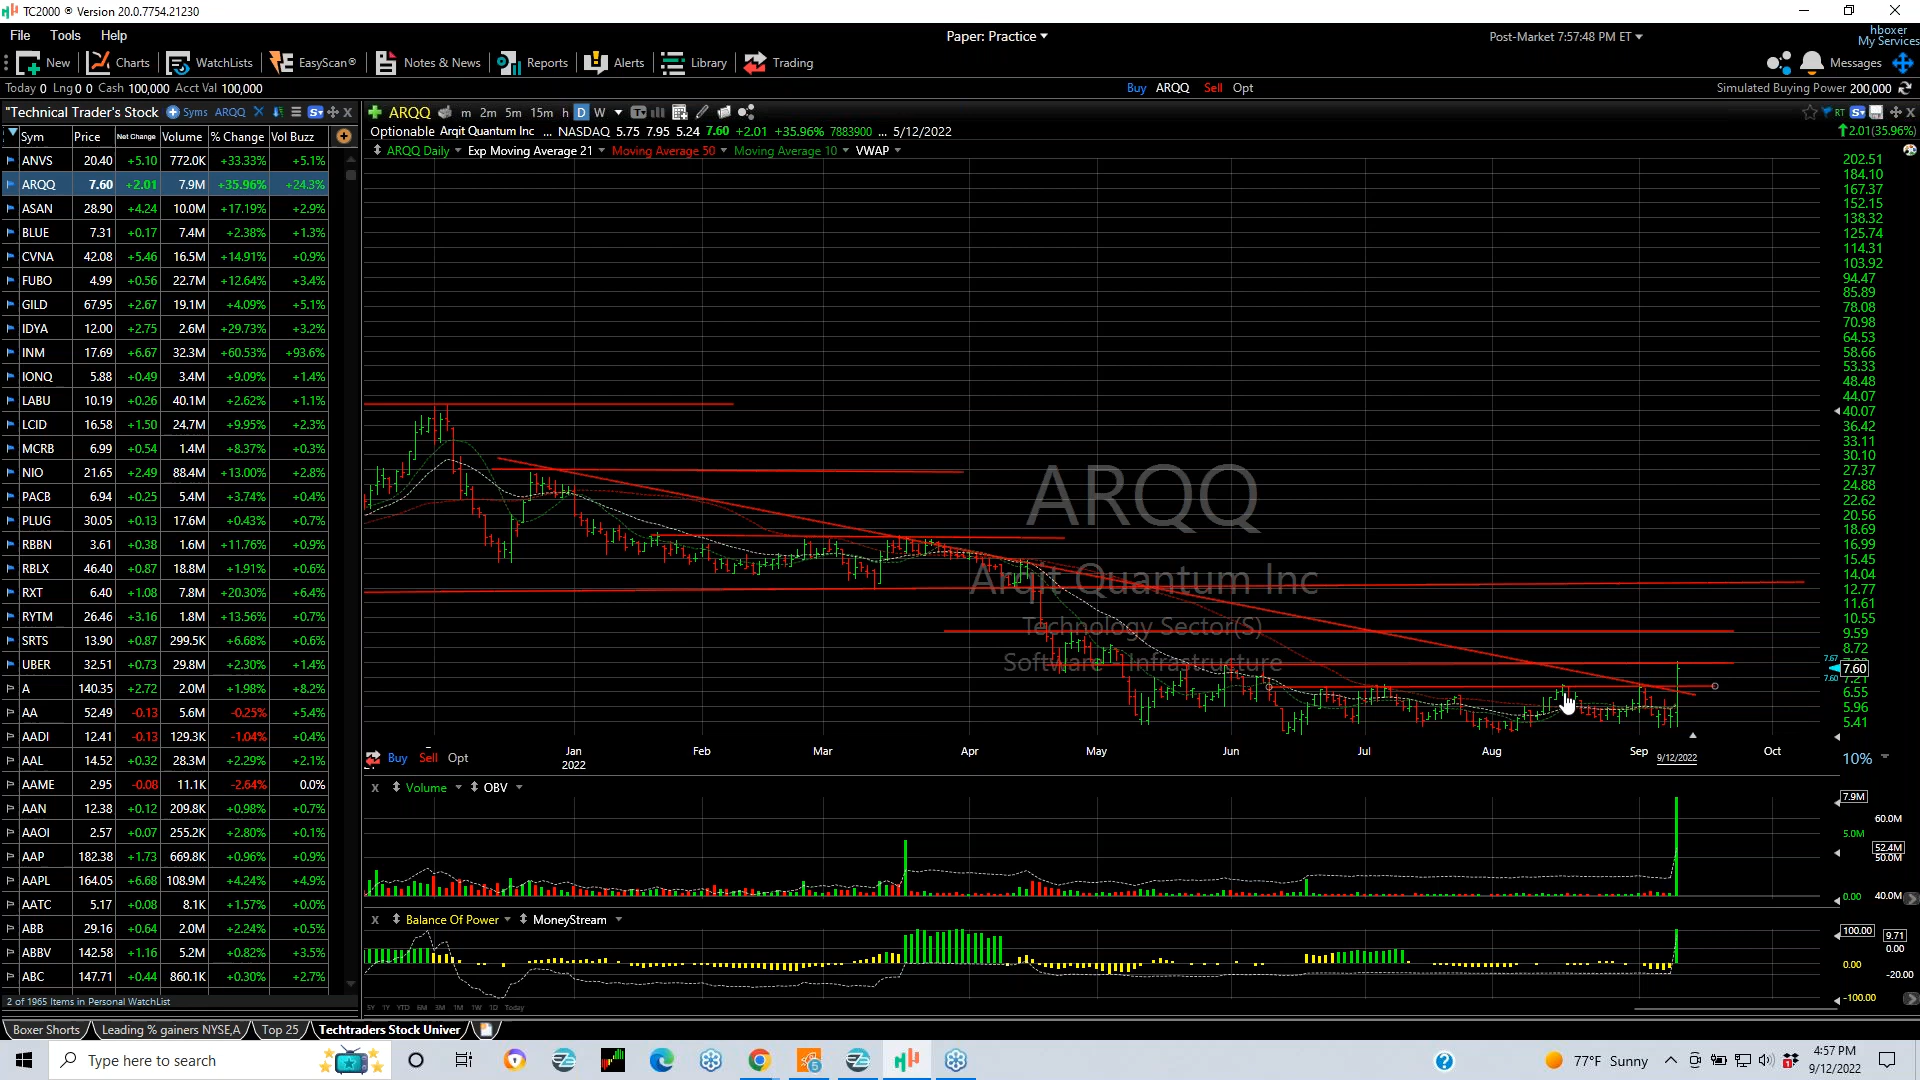 TC2000 ® Version 20.0.7754.21230
File Tools Help
Paper: Practice
Post-Market 7:57:48 PM ET
hboxer
My Services
New Charts WatchLists EasyScan® Notes & News Reports Alerts Library Trading
Messages
Today 0 Lng 0 0 Cash 100,000 Acct Val 100,000
Buy ARQQ Sell Opt
Simulated Buying Power 200,000
"Technical Trader's Stock Syms ARQQ
ARQQ m 2m 5m 15m h D W
RT
Sym Price Net Change Volume % Change Vol Buzz
Optionable Arqit Quantum Inc ... NASDAQ 5.75 7.95 5.24 7.60 +2.01 +35.96% 7883900 ... 5/12/2022
2.01(35.96%)
ARQQ Daily Exp Moving Average 21 Moving Average 50 Moving Average 10 VWAP
ANVS 20.40 +5.10 772.0K +33.33% +5.1%
ARQQ 7.60 +2.01 7.9M +35.96% +24.3%
ASAN 28.90 +4.24 10.0M +17.19% +2.9%
BLUE 7.31 +0.17 7.4M +2.38% +1.3%
CVNA 42.08 +5.46 16.5M +14.91% +0.9%
FUBO 4.99 +0.56 22.7M +12.64% +3.4%
GILD 67.95 +2.67 19.1M +4.09% +5.1%
IDYA 12.00 +2.75 2.6M +29.73% +3.2%
INM 17.69 +6.67 32.3M +60.53% +93.6%
IONQ 5.88 +0.49 3.4M +9.09% +1.4%
LABU 10.19 +0.26 40.1M +2.62% +1.1%
LCID 16.58 +1.50 24.7M +9.95% +2.3%
MCRB 6.99 +0.54 1.4M +8.37% +0.3%
NIO 21.65 +2.49 88.4M +13.00% +2.8%
PACB 6.94 +0.25 5.4M +3.74% +0.4%
PLUG 30.05 +0.13 17.6M +0.43% +0.7%
RBBN 3.61 +0.38 1.6M +11.76% +0.9%
RBLX 46.40 +0.87 18.8M +1.91% +0.6%
RXT 6.40 +1.08 7.8M +20.30% +6.4%
RYTM 26.46 +3.16 1.8M +13.56% +0.7%
SRTS 13.90 +0.87 299.5K +6.68% +0.6%
UBER 32.51 +0.73 29.8M +2.30% +1.4%
A 140.35 +2.72 2.0M +1.98% +8.2%
AA 52.49 -0.13 5.6M -0.25% +5.4%
AADI 12.41 -0.13 129.3K -1.04% +0.4%
AAL 14.52 +0.32 28.3M +2.29% +2.1%
AAME 2.95 -0.08 11.1K -2.64% 0.0%
AAN 12.38 +0.12 209.8K +0.98% +0.7%
AAOI 2.57 +0.07 255.2K +2.80% +0.1%
AAP 182.38 +1.73 669.8K +0.96% +0.9%
AAPL 164.05 +6.68 108.9M +4.24% +4.9%
AATC 5.17 +0.08 8.1K +1.57% +0.0%
ABB 29.16 +0.64 2.0M +2.24% +0.5%
ABBV 142.58 +1.16 5.2M +0.82% +3.5%
ABC 147.71 +0.44 860.1K +0.30% +2.7%
2 of 1965 Items in Personal WatchList
ARQQ
Arqit Quantum Inc
Technology Sector(S)
Software - Infrastructure
202.51
184.10
167.37
152.15
138.32
125.74
114.31
103.92
94.47
85.89
78.08
70.98
64.53
58.66
53.33
48.48
44.07
40.07
36.42
33.11
30.10
27.37
24.88
22.62
20.56
18.69
16.99
15.45
14.04
12.77
11.61
10.55
9.59
8.72
7.67
7.60
7.60
7.21
6.55
5.96
5.41
Buy Sell Opt
Jan Feb Mar Apr May Jun Jul Aug Sep Oct
2022
9/12/2022
10%
x Volume OBV
7.9M
60.0M
5.0M
52.4M
50.0M
0.00
40.0M
x Balance Of Power MoneyStream
100.00
9.71
0.00
0.00
-20.00
-100.00
5Y 1Y YTD 6M 3M 1M 1W 1D Today
Boxer Shorts Leading % gainers NYSE,A Top 25 Techtraders Stock Univer
Type here to search
77°F Sunny
4:57 PM
9/12/2022